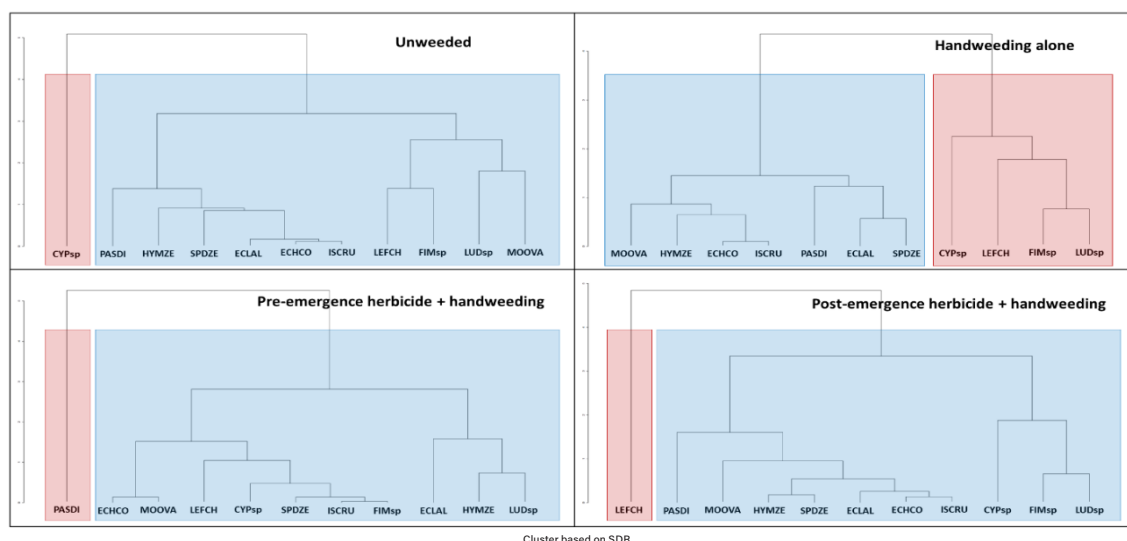 Unweeded
CYPsp PASDI HYMZE SPDZE ECLAL ECHCO ISCRU LEFCH FIMsp LUDsp MOOVA
Handweeding alone
MOOVA HYMZE ECHCO ISCRU PASDI ECLAL SPDZE CYPsp LEFCH FIMsp LUDsp
Pre-emergence herbicide + handweeding
PASDI ECHCO MOOVA LEFCH CYPsp SPDZE ISCRU FIMsp ECLAL HYMZE LUDsp
Post-emergence herbicide + handweeding
LEFCH PASDI MOOVA HYMZE SPDZE ECLAL ECHCO ISCRU CYPsp FIMsp LUDsp
Cluster based on SDR